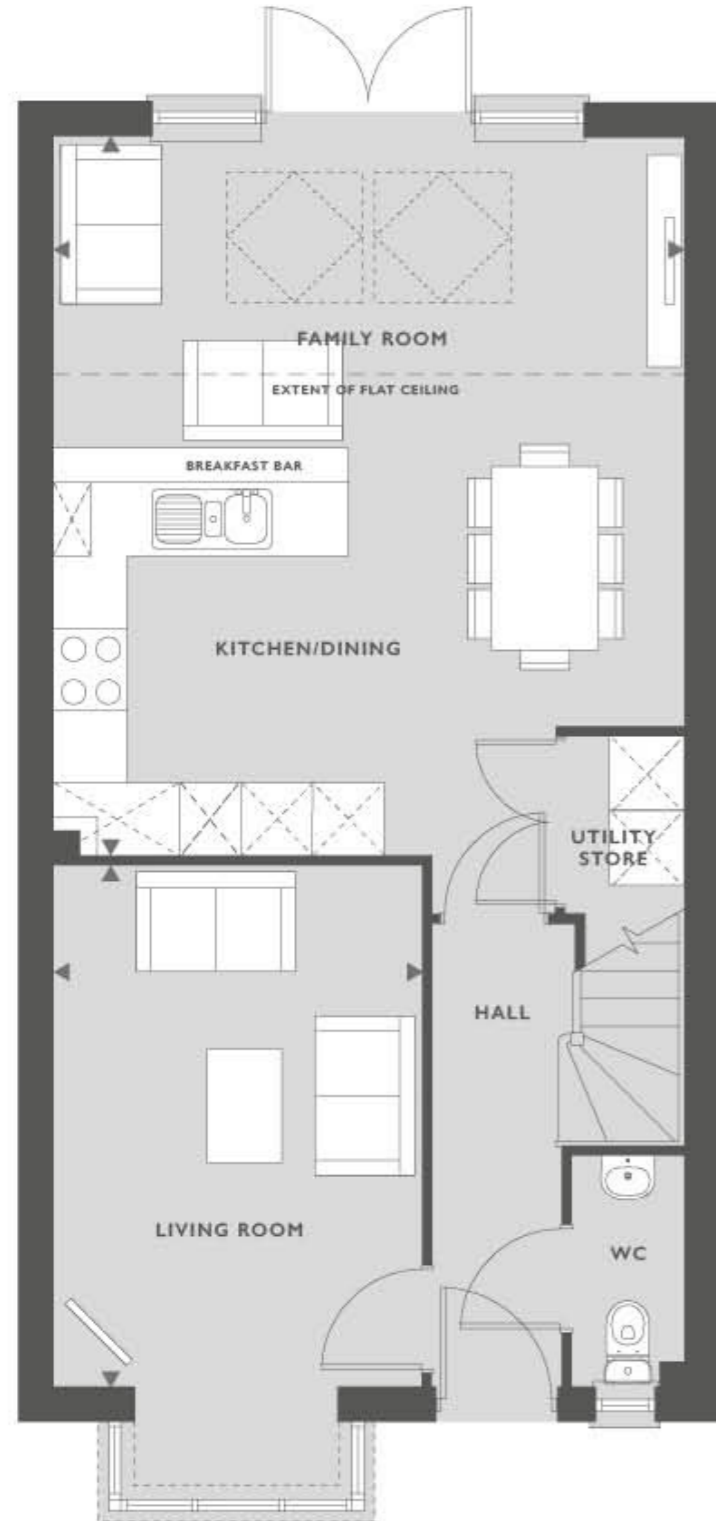 FAMILY ROOM
EXTENT OF FLAT CEILING
BREAKFAST BAR
KITCHEN/DINING
UTILITY
STORE
HALL
LIVING ROOM
WC